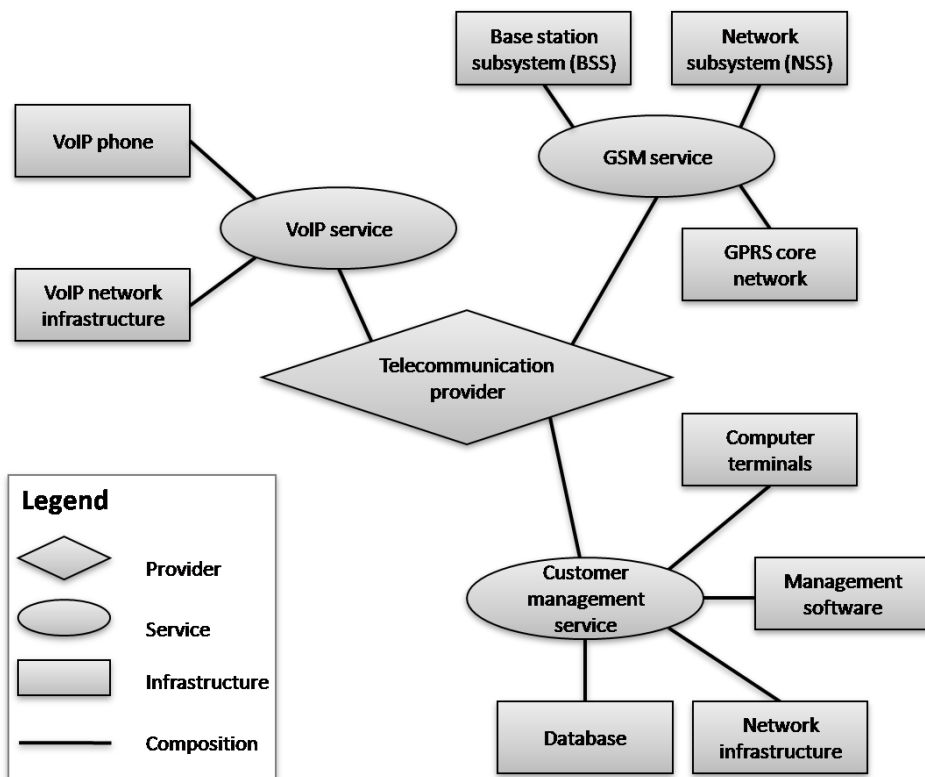 Base station
subsystem (BSS)
Network
subsystem (NSS)
VoIP phone
GSM service
VoIP service
GPRS core
network
VoIP network
infrastructure
Telecommunication
provider
Computer
terminals
Customer
management
service
Management
software
Database
Network
infrastructure
Legend
Provider
Service
Infrastructure
Composition